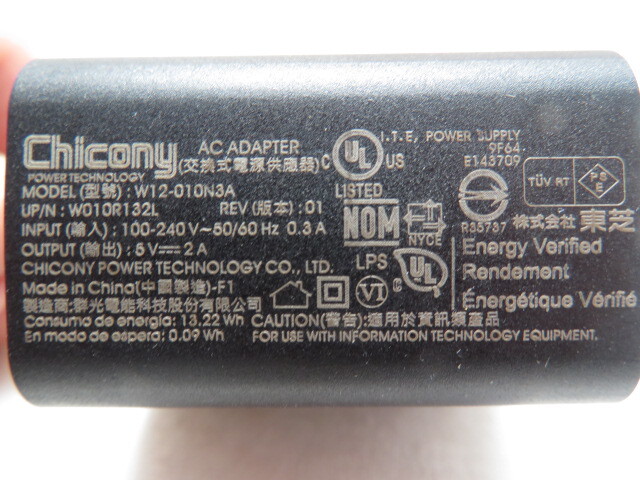 Chicony
POWER TECHNOLOGY
AC ADAPTER
(交換式電源供應器)
MODEL (型號) : W12-010N3A
UP/N : W010R132L REV (版本) : 01
INPUT (輸入) : 100-240 V~50/60 Hz 0.3 A
OUTPUT (輸出) : 5 V⎓ 2 A
CHICONY POWER TECHNOLOGY CO., LTD.
Made in China(中國製造)-F1
製造商:群光電能科技股份有限公司
Consumo de energía: 13.22 Wh
En modo de espera: 0.09 Wh
C UL US
LISTED
I.T.E. POWER SUPPLY
9F64
E143709
NOM
NYCE
LPS
R35737
TÜV RT
PS
E
株式会社 東芝
VI
C UL
Energy Verified
Rendement
Énergétique Vérifié
CAUTION(警告):適用於資訊類產品
FOR USE WITH INFORMATION TECHNOLOGY EQUIPMENT.